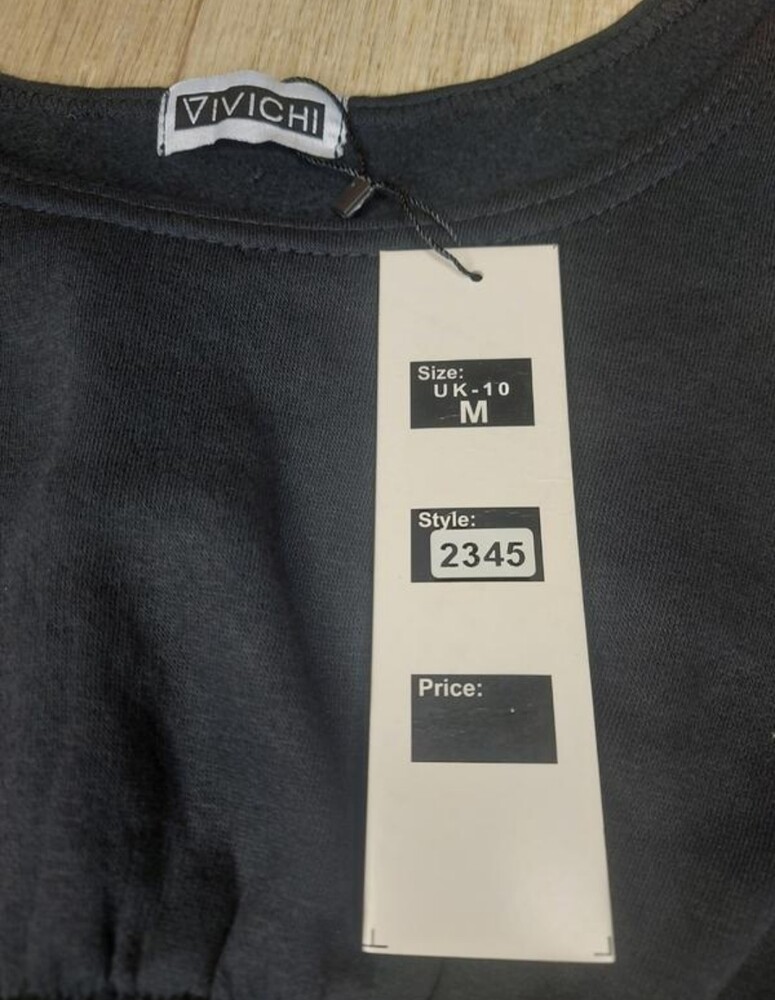 VIVICHI
Size:
UK-10
M
Style:
2345
Price: